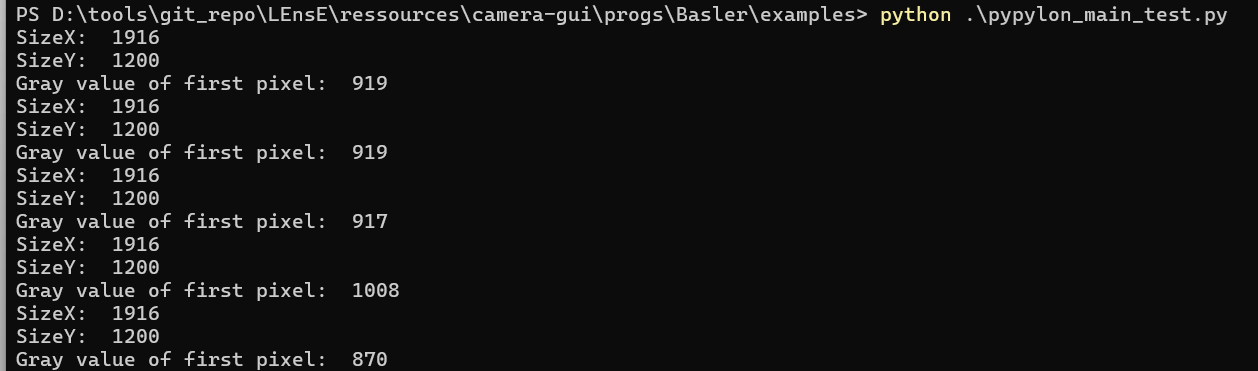 PS D:\tools\git_repo\LEnsE\ressources\camera-gui\progs\Basler\examples> python .\pypylon_main_test.py
SizeX:  1916
SizeY:  1200
Gray value of first pixel:  919
SizeX:  1916
SizeY:  1200
Gray value of first pixel:  919
SizeX:  1916
SizeY:  1200
Gray value of first pixel:  917
SizeX:  1916
SizeY:  1200
Gray value of first pixel:  1008
SizeX:  1916
SizeY:  1200
Gray value of first pixel:  870